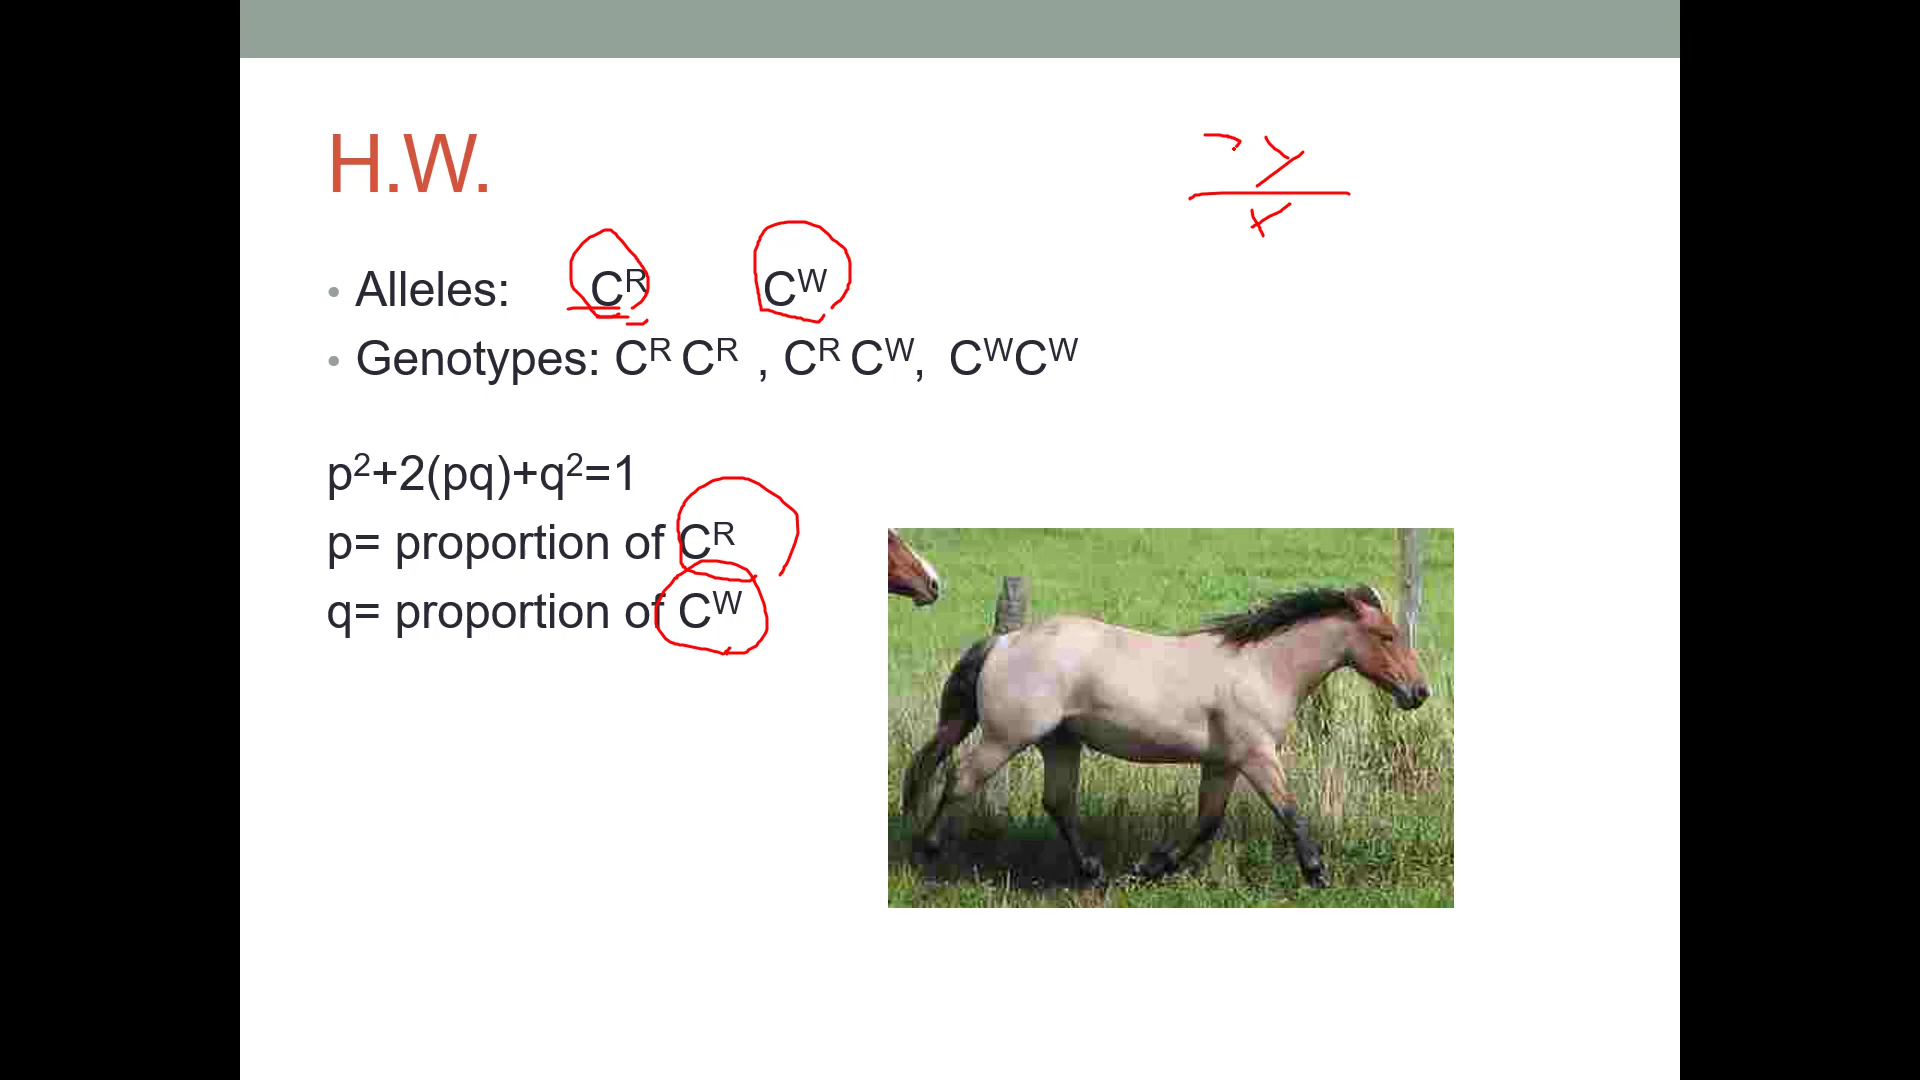 H.W.
• Alleles: Cᴿ Cᵂ
• Genotypes: Cᴿ Cᴿ , Cᴿ Cᵂ, CᵂCᵂ
p²+2(pq)+q²=1
p= proportion of Cᴿ
q= proportion of Cᵂ